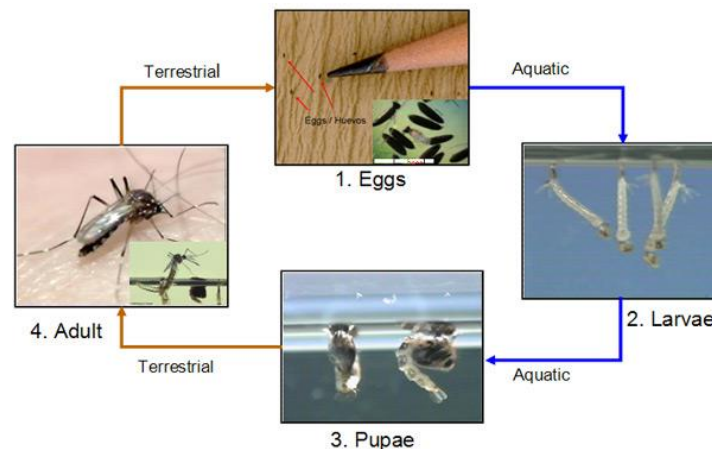 Terrestrial
Aquatic
Eggs / Huevos
1. Eggs
2. Larvae
4. Adult
Terrestrial
Aquatic
3. Pupae